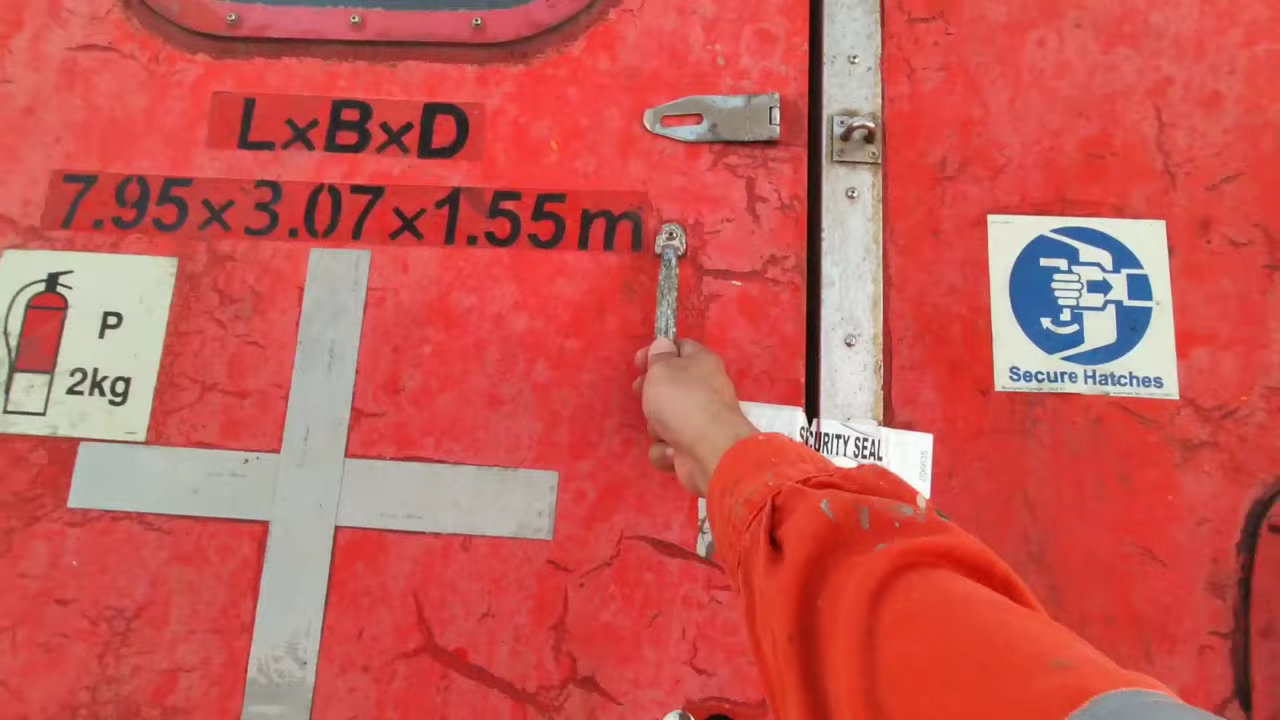 L×B×D
7.95×3.07×1.55m
P
2kg
Secure Hatches
SECURITY SEAL